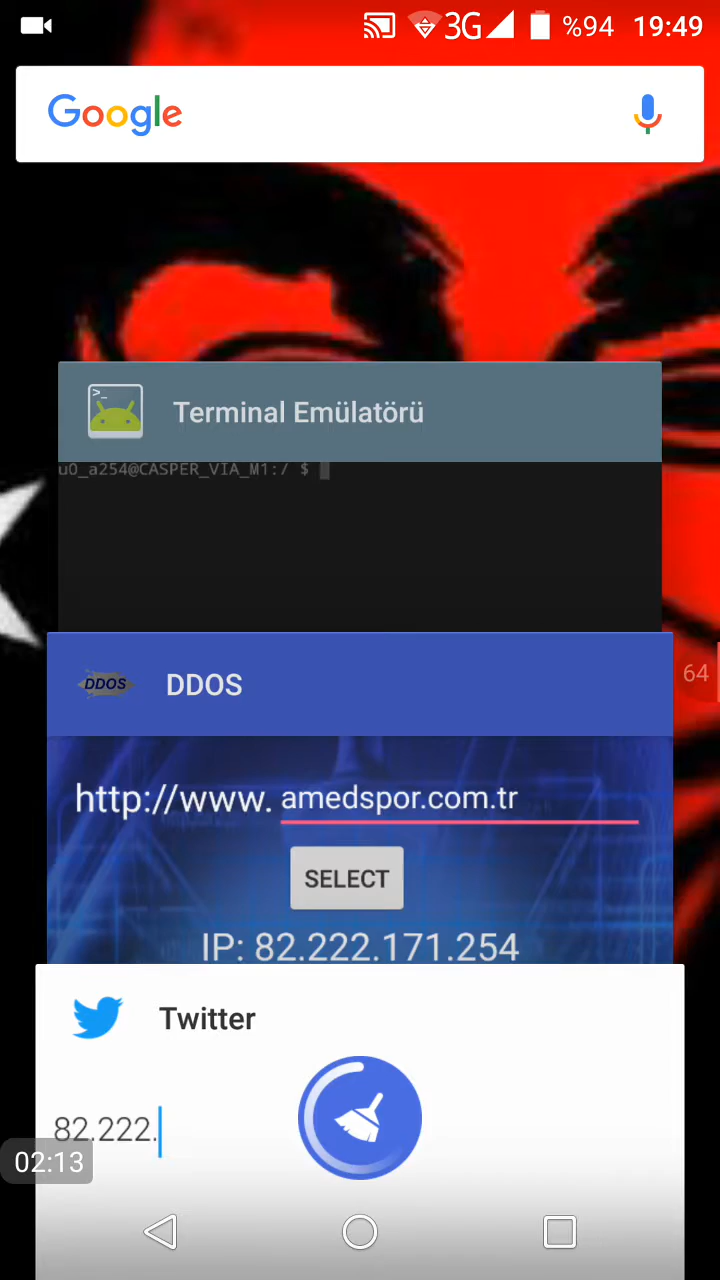 3G %94 19:49
Google
>_ Terminal Emülatörü
u0_a254@CASPER_VIA_M1:/ $
64
DDOS DDOS
http://www. amedspor.com.tr
SELECT
IP: 82.222.171.254
Twitter
82.222.
02:13